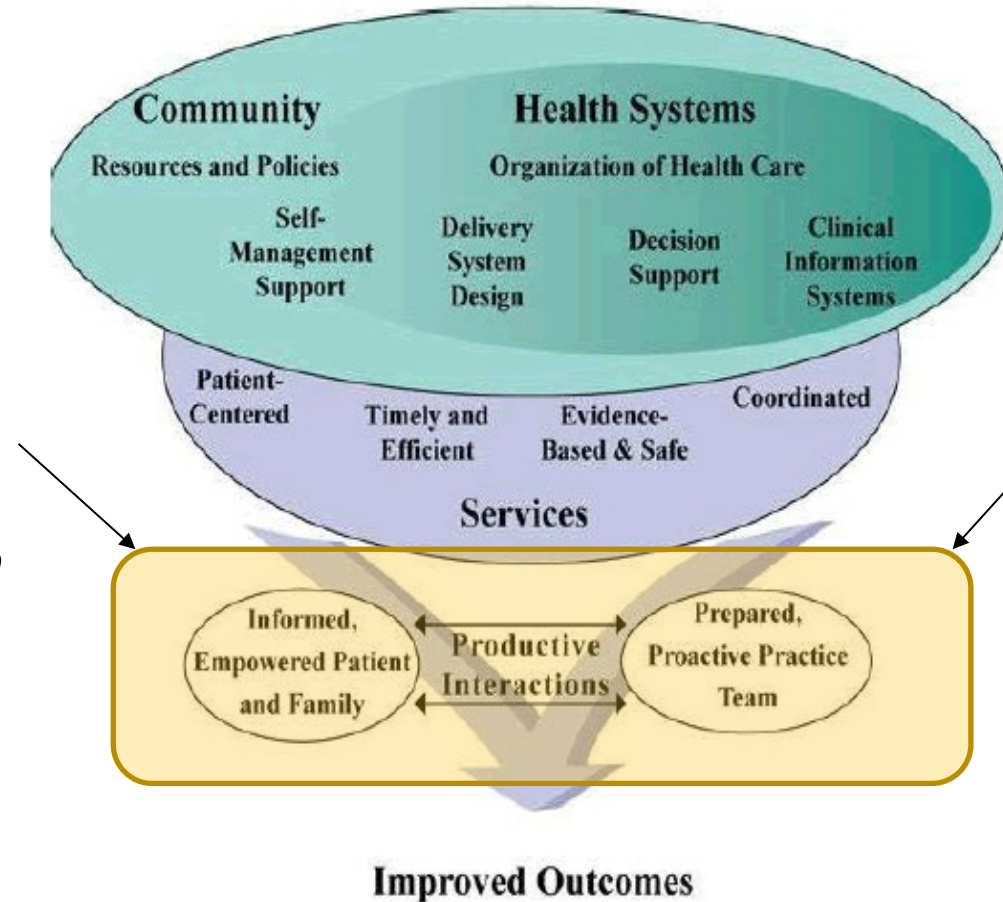 Community
Health Systems
Resources and Policies
Organization of Health Care
Self-
Management
Support
Delivery
System
Design
Decision
Support
Clinical
Information
Systems
Patient-
Centered
Timely and
Efficient
Evidence-
Based & Safe
Coordinated
Services
Informed,
Empowered Patient
and Family
Productive
Interactions
Prepared,
Proactive Practice
Team
Improved Outcomes